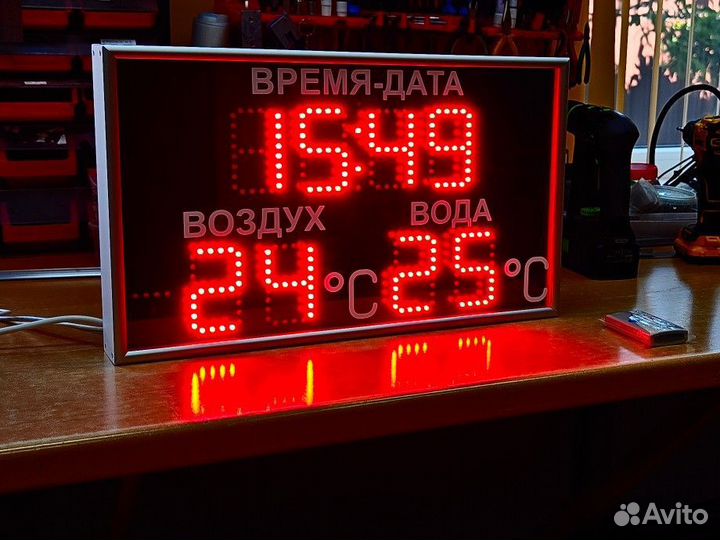 ВРЕМЯ-ДАТА
15:49
ВОЗДУХ ВОДА
24°C 25°C
Avito